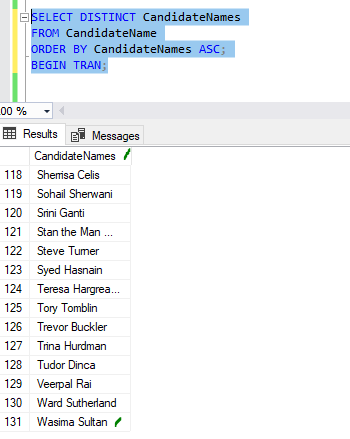 SELECT DISTINCT CandidateNames
FROM CandidateName
ORDER BY CandidateNames ASC;
BEGIN TRAN;
00 %
Results Messages
CandidateNames
118 Sherrisa Celis
119 Sohail Sherwani
120 Srini Ganti
121 Stan the Man ...
122 Steve Turner
123 Syed Hasnain
124 Teresa Hargrea...
125 Tory Tomblin
126 Trevor Buckler
127 Trina Hurdman
128 Tudor Dinca
129 Veerpal Rai
130 Ward Sutherland
131 Wasima Sultan